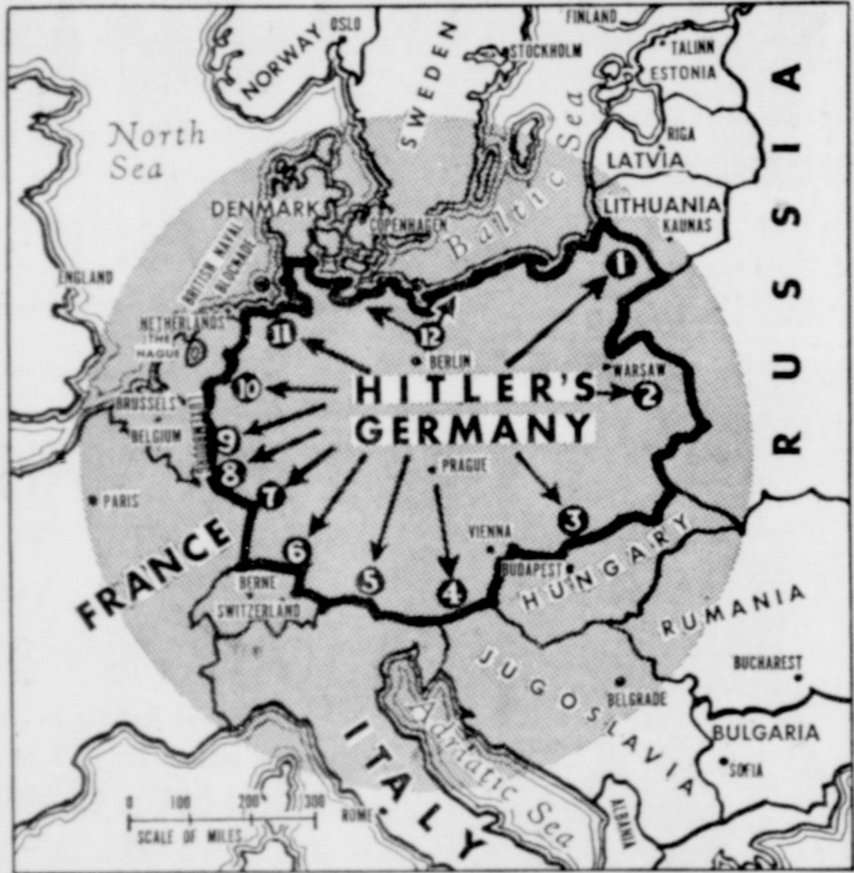 FINLAND
OSLO
NORWAY
SWEDEN
STOCKHOLM
TALINN
ESTONIA
North
Sea
Baltic Sea
RIGA
LATVIA
RUSSIA
DENMARK
COPENHAGEN
LITHUANIA
KAUNAS
BRITISH NAVAL
BLOCKADE
ENGLAND
1
NETHERLANDS
THE
HAGUE
11
12
BERLIN
WARSAW
10
HITLER'S
2
BRUSSELS
BELGIUM
LUXEMBOURG
9
GERMANY
8
PRAGUE
7
PARIS
3
FRANCE
6
VIENNA
BUDAPEST
HUNGARY
BERNE
5
4
SWITZERLAND
RUMANIA
JUGOSLAVIA
BUCHAREST
BELGRADE
Adriatic Sea
ITALY
BULGARIA
SOFIA
ALBANIA
0 100 200 300
SCALE OF MILES
ROME